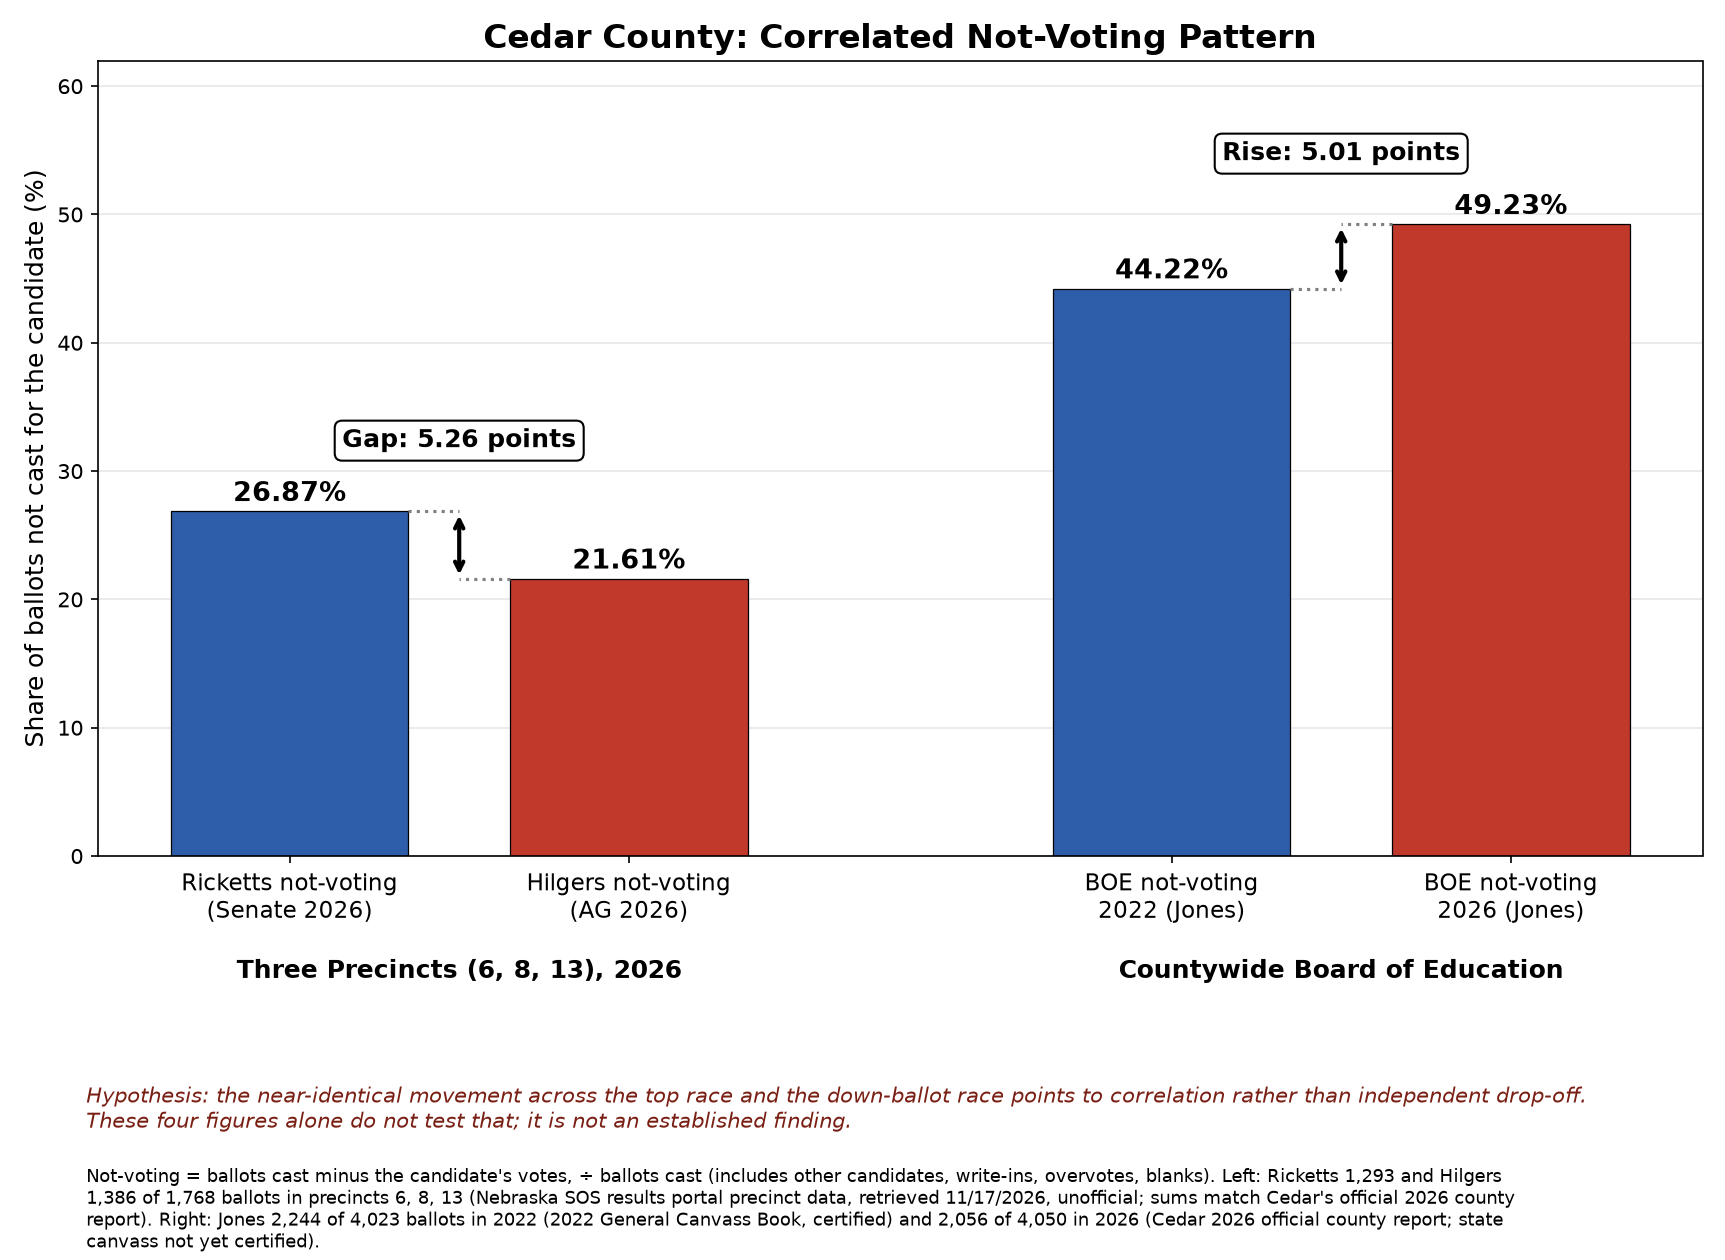 Cedar County: Correlated Not-Voting Pattern
Share of ballots not cast for the candidate (%)
60
50
40
30
20
10
0
Gap: 5.26 points
26.87%
21.61%
Rise: 5.01 points
44.22%
49.23%
Ricketts not-voting
(Senate 2026)
Hilgers not-voting
(AG 2026)
BOE not-voting
2022 (Jones)
BOE not-voting
2026 (Jones)
Three Precincts (6, 8, 13), 2026
Countywide Board of Education
Hypothesis: the near-identical movement across the top race and the down-ballot race points to correlation rather than independent drop-off.
These four figures alone do not test that; it is not an established finding.
Not-voting = ballots cast minus the candidate's votes, ÷ ballots cast (includes other candidates, write-ins, overvotes, blanks). Left: Ricketts 1,293 and Hilgers
1,386 of 1,768 ballots in precincts 6, 8, 13 (Nebraska SOS results portal precinct data, retrieved 11/17/2026, unofficial; sums match Cedar's official 2026 county
report). Right: Jones 2,244 of 4,023 ballots in 2022 (2022 General Canvass Book, certified) and 2,056 of 4,050 in 2026 (Cedar 2026 official county report; state
canvass not yet certified).